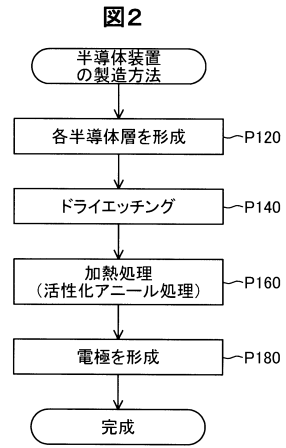 図2
半導体装置
の製造方法
各半導体層を形成
P120
ドライエッチング
P140
加熱処理
(活性化アニール処理)
P160
電極を形成
P180
完成